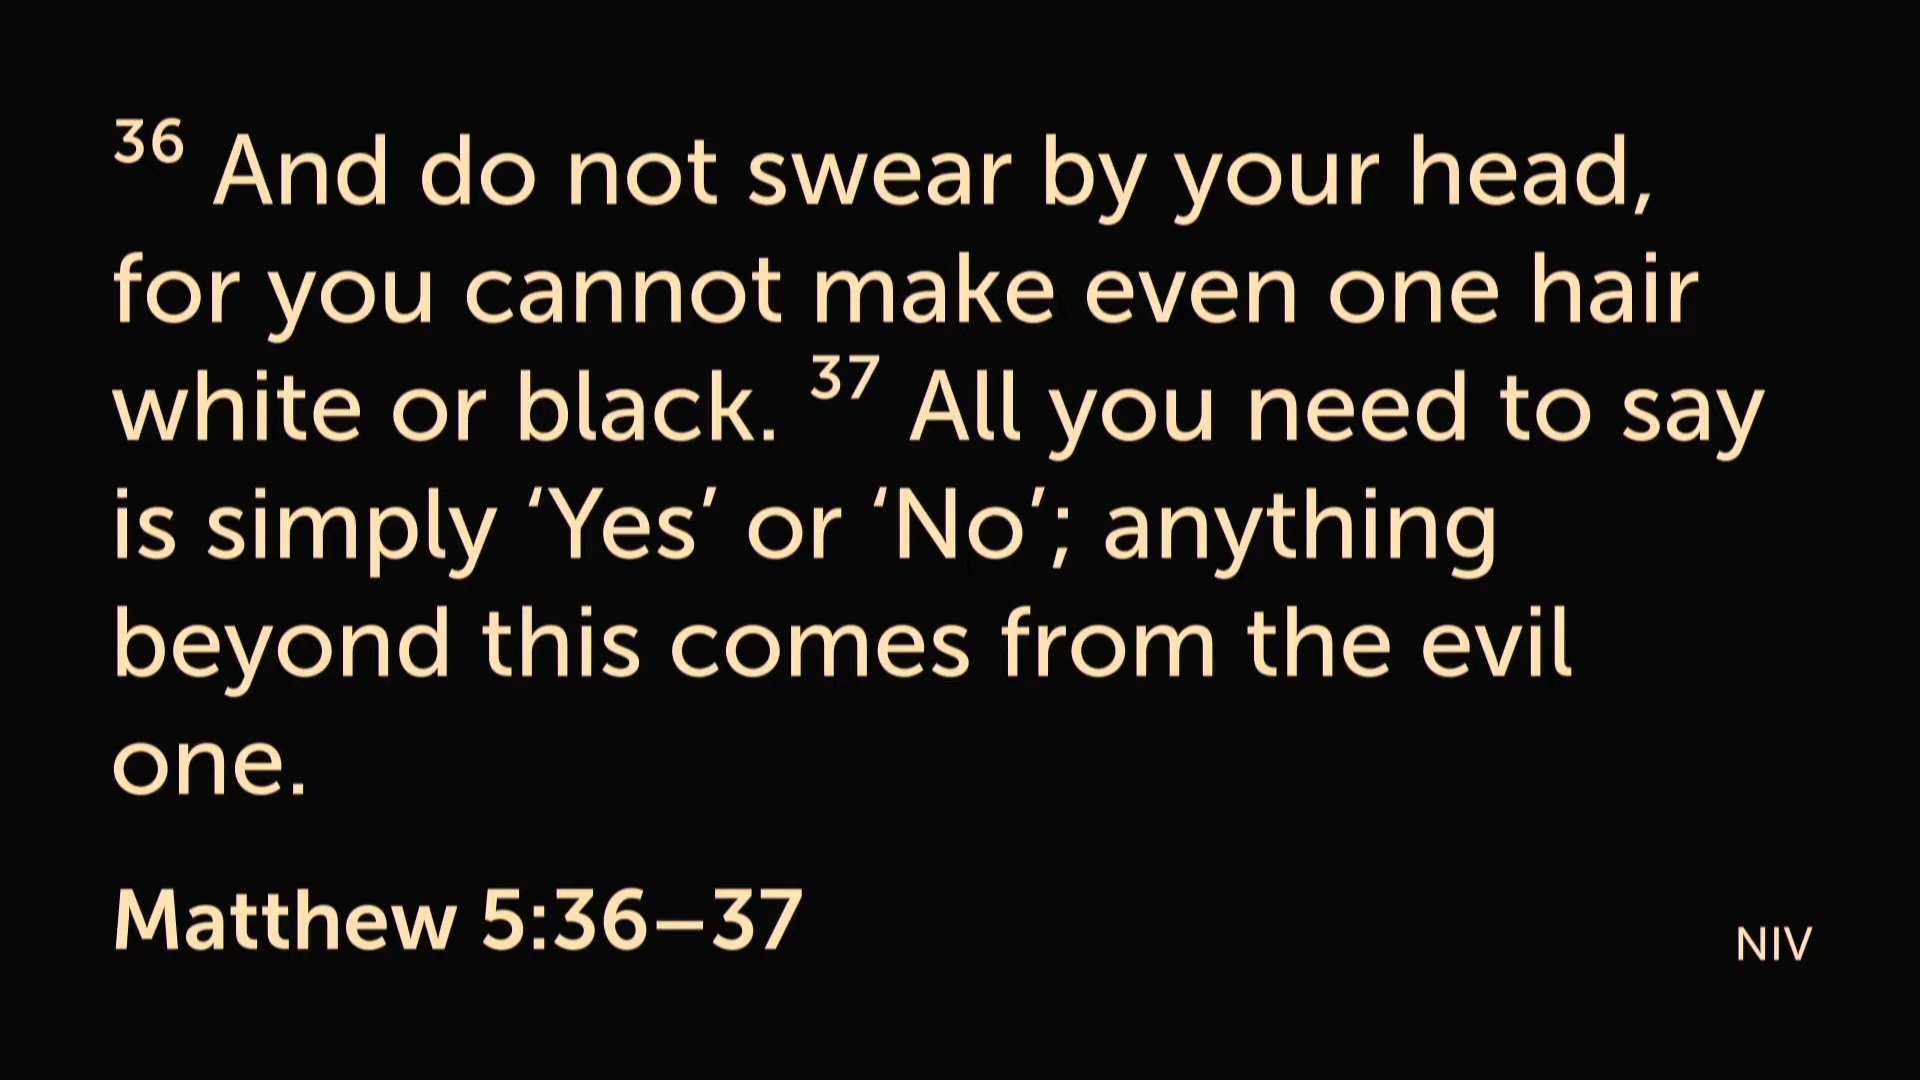 36 And do not swear by your head,
for you cannot make even one hair
white or black. 37 All you need to say
is simply ‘Yes’ or ‘No’; anything
beyond this comes from the evil
one.
Matthew 5:36–37
NIV